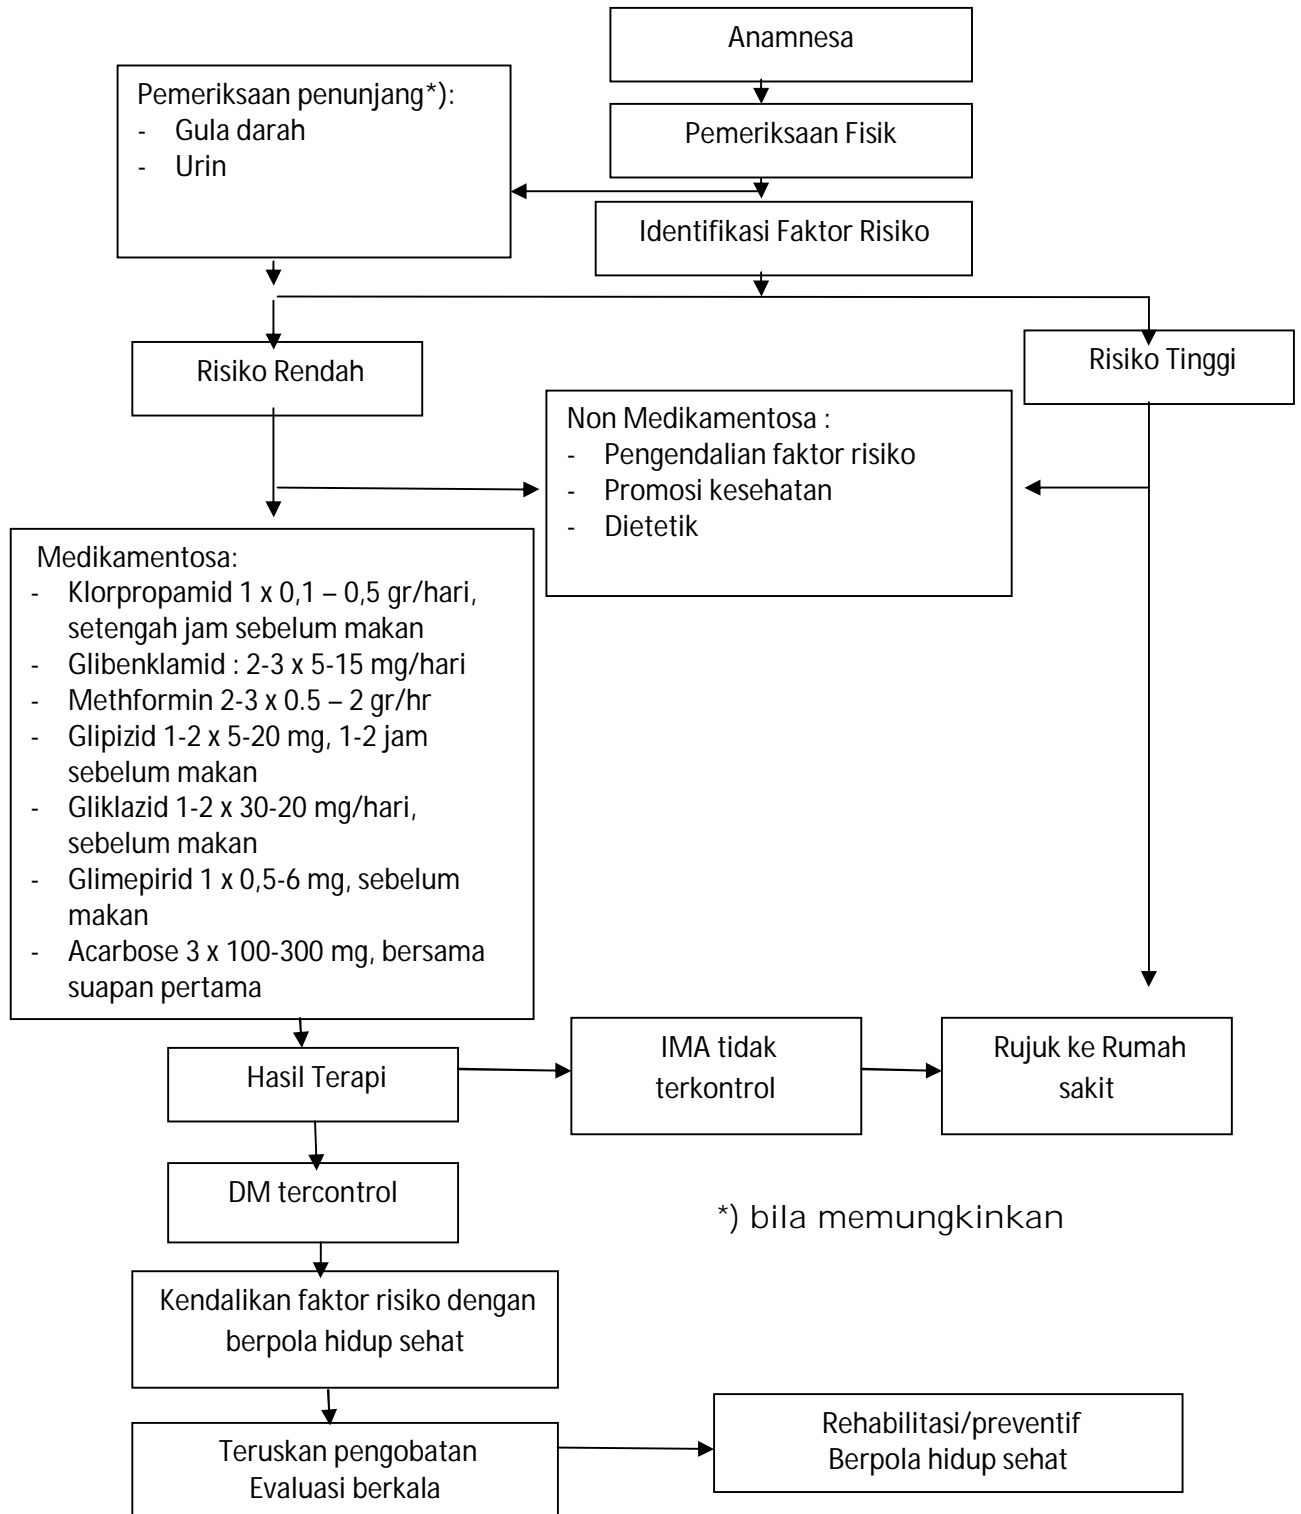 Anamnesa
Pemeriksaan penunjang*):
- Gula darah
- Urin
Pemeriksaan Fisik
Identifikasi Faktor Risiko
Risiko Rendah
Risiko Tinggi
Non Medikamentosa :
- Pengendalian faktor risiko
- Promosi kesehatan
- Dietetik
Medikamentosa:
- Klorpropamid 1 x 0,1 – 0,5 gr/hari,
setengah jam sebelum makan
- Glibenklamid : 2-3 x 5-15 mg/hari
- Methformin 2-3 x 0.5 – 2 gr/hr
- Glipizid 1-2 x 5-20 mg, 1-2 jam
sebelum makan
- Gliklazid 1-2 x 30-20 mg/hari,
sebelum makan
- Glimepirid 1 x 0,5-6 mg, sebelum
makan
- Acarbose 3 x 100-300 mg, bersama
suapan pertama
Hasil Terapi
IMA tidak
terkontrol
Rujuk ke Rumah
sakit
DM tercontrol
*) bila memungkinkan
Kendalikan faktor risiko dengan
berpola hidup sehat
Teruskan pengobatan
Evaluasi berkala
Rehabilitasi/preventif
Berpola hidup sehat